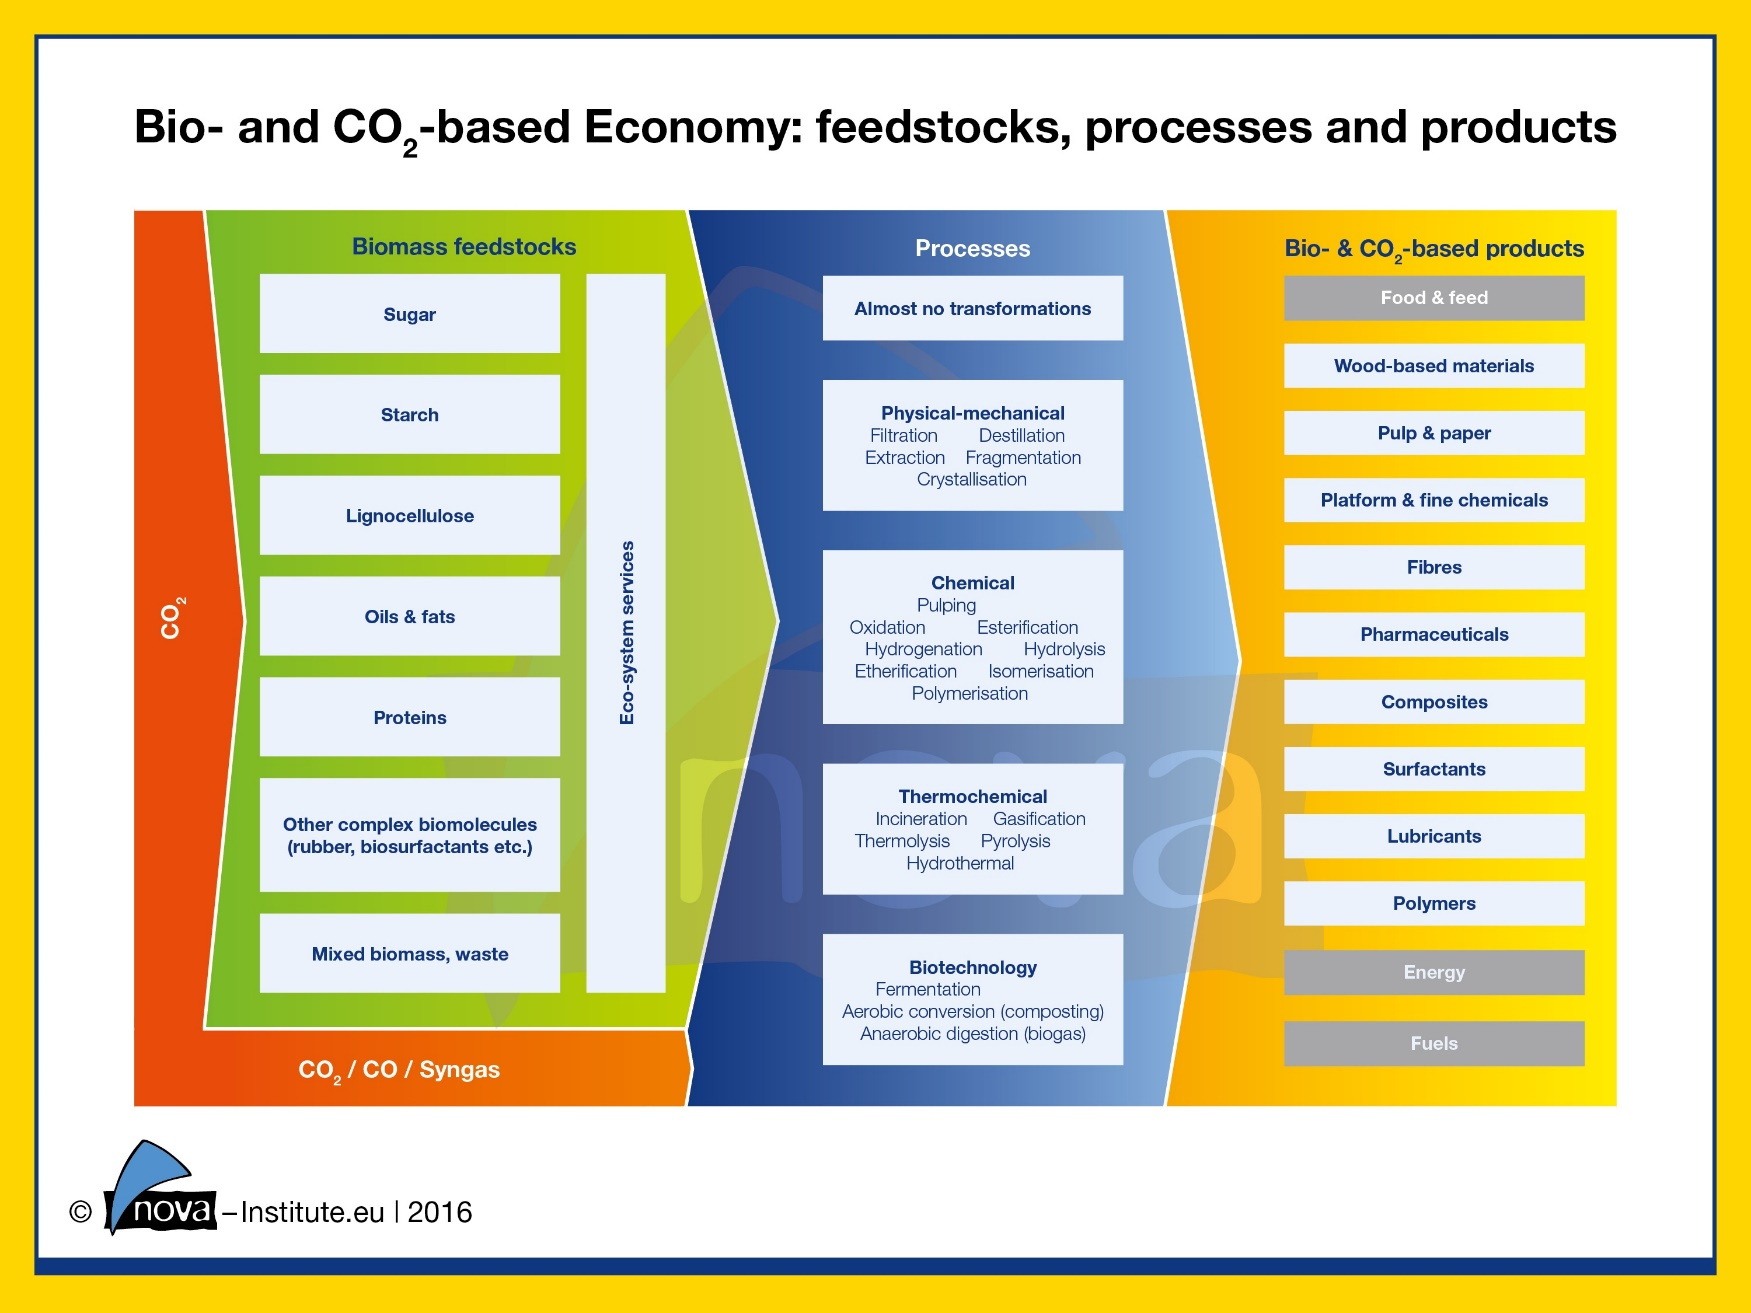 Bio- and CO₂-based Economy: feedstocks, processes and products
CO₂
Biomass feedstocks
Sugar
Starch
Lignocellulose
Oils & fats
Proteins
Other complex biomolecules
(rubber, biosurfactants etc.)
Mixed biomass, waste
Eco-system services
CO₂ / CO / Syngas
Processes
Almost no transformations
Physical-mechanical
Filtration Destillation
Extraction Fragmentation
Crystallisation
Chemical
Pulping
Oxidation Esterification
Hydrogenation Hydrolysis
Etherification Isomerisation
Polymerisation
Thermochemical
Incineration Gasification
Thermolysis Pyrolysis
Hydrothermal
Biotechnology
Fermentation
Aerobic conversion (composting)
Anaerobic digestion (biogas)
Bio- & CO₂-based products
Food & feed
Wood-based materials
Pulp & paper
Platform & fine chemicals
Fibres
Pharmaceuticals
Composites
Surfactants
Lubricants
Polymers
Energy
Fuels
nova
© nova –Institute.eu | 2016